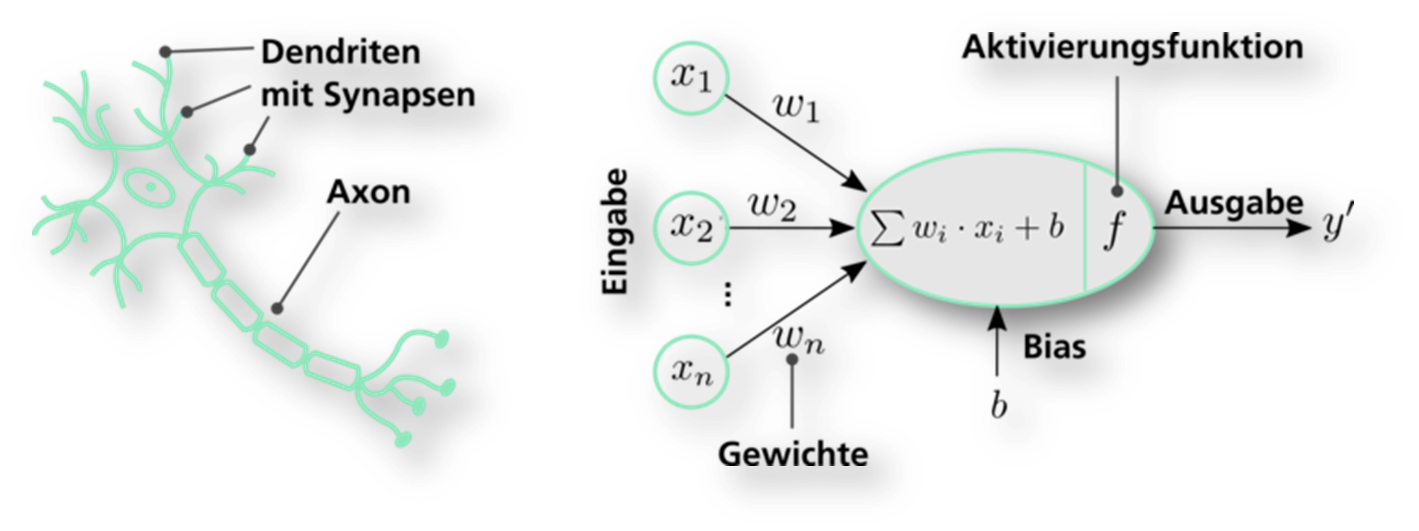 Dendriten
mit Synapsen
Axon
Eingabe
x₁
x₂
⋮
xₙ
w₁
w₂
wₙ
Gewichte
Aktivierungsfunktion
∑ wᵢ · xᵢ + b
f
Ausgabe
y′
Bias
b